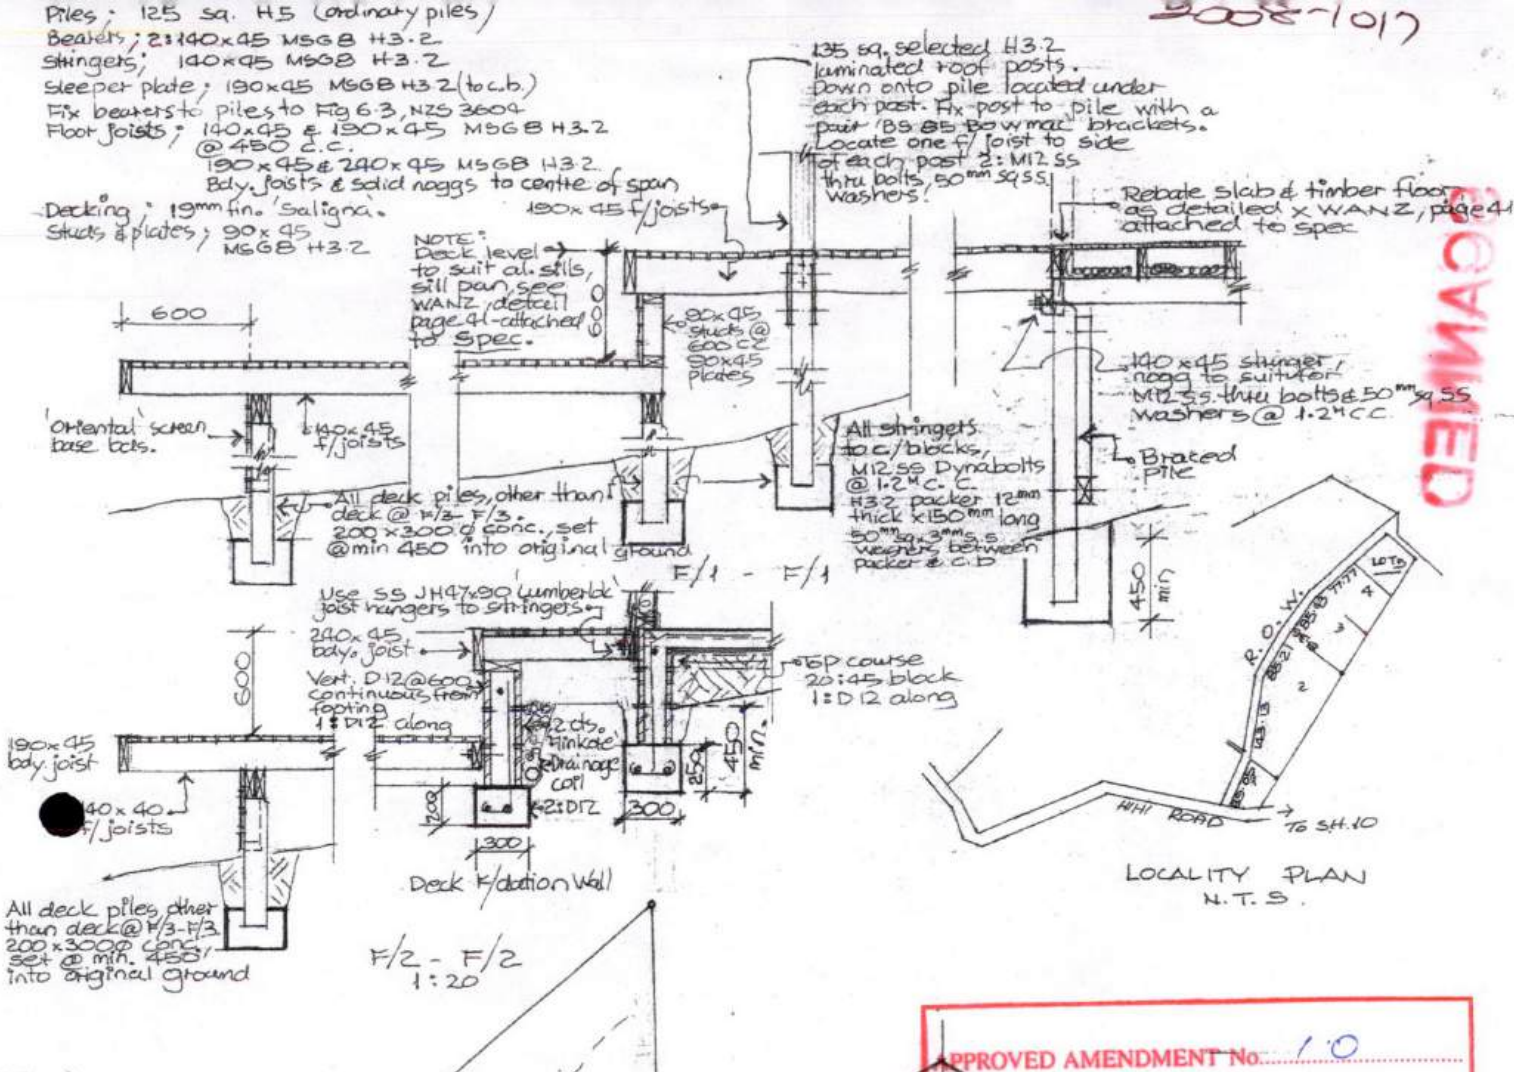 Piles; 125 sq. H5 (ordinary piles)
Bearers; 2:140x45 MSG8 H3.2
Stringers; 140x45 MSG8 H3.2
Sleeper plate; 190x45 MSG8 H3.2 (to c.b.)
Fix bearers to piles to Fig 6.3, NZS 3604
Floor joists; 140x45 & 190x45 MSG8 H3.2
@ 450 c.c.
190x45 & 240x45 MSG8 H3.2
Bdy. joists & solid noggs to centre of span
Decking; 19mm fin. 'Saligna'.
Studs & plates; 90x45
MSG8 H3.2
2008-1017
135 sq. selected H3.2
laminated roof posts.
Down onto pile located under
each post. Fix post to pile with a
pair 'BS 85 Bowmac' brackets.
Locate one f/joist to side
of each post 2: M12 SS
thru bolts, 50mm sq SS
washers.
190x45 f/joists
Rebate slab & timber floor
as detailed x WANZ, page 41
attached to spec
SCANNED
NOTE:
Deck level
to suit al. sills,
sill pan, see
WANZ detail
page 41-attached
to spec.
600
600
90x45
studs @
600 cc
90x45
plates
140x45 stringer,
nogg to suit
M12 SS thru bolts & 50mm sq SS
washers @ 1.2M C.C.
Braced
pile
'Oriental' screen
base bds.
140x45
f/joists
All stringers
to c/blocks,
M12 SS Dynabolts
@ 1.2M C.C.
H3.2 packer 12mm
thick x150mm long
50mm sq x 3mm S.S
washers between
packer & c.b
All deck piles, other than
deck @ F/3-F/3.
200x300 ø conc., set
@ min 450 into original ground
F/1 - F/1
450
min
Use SS JH47x90 'Lumberlok'
joist hangers to stringers.
240x45
bdy. joist
600
Vert. D12@600
continuous from
footing
1:D12 along
2 cts.
'Flinkote'
Drainage
coil
2:D12
Top course
20:45 block
1:D12 along
450
min.
250
300
200
300
190x45
bdy. joist
140x40
f/joists
Deck F/dation Wall
All deck piles other
than deck @ F/3-F/3
200x300ø conc.
set @ min. 450
into original ground
F/2 - F/2
1:20
R.O.W.
77.77
LOT 5
4
3
2
HIHI ROAD
To S.H.10
LOCALITY PLAN
N.T.S.
APPROVED AMENDMENT No. 10